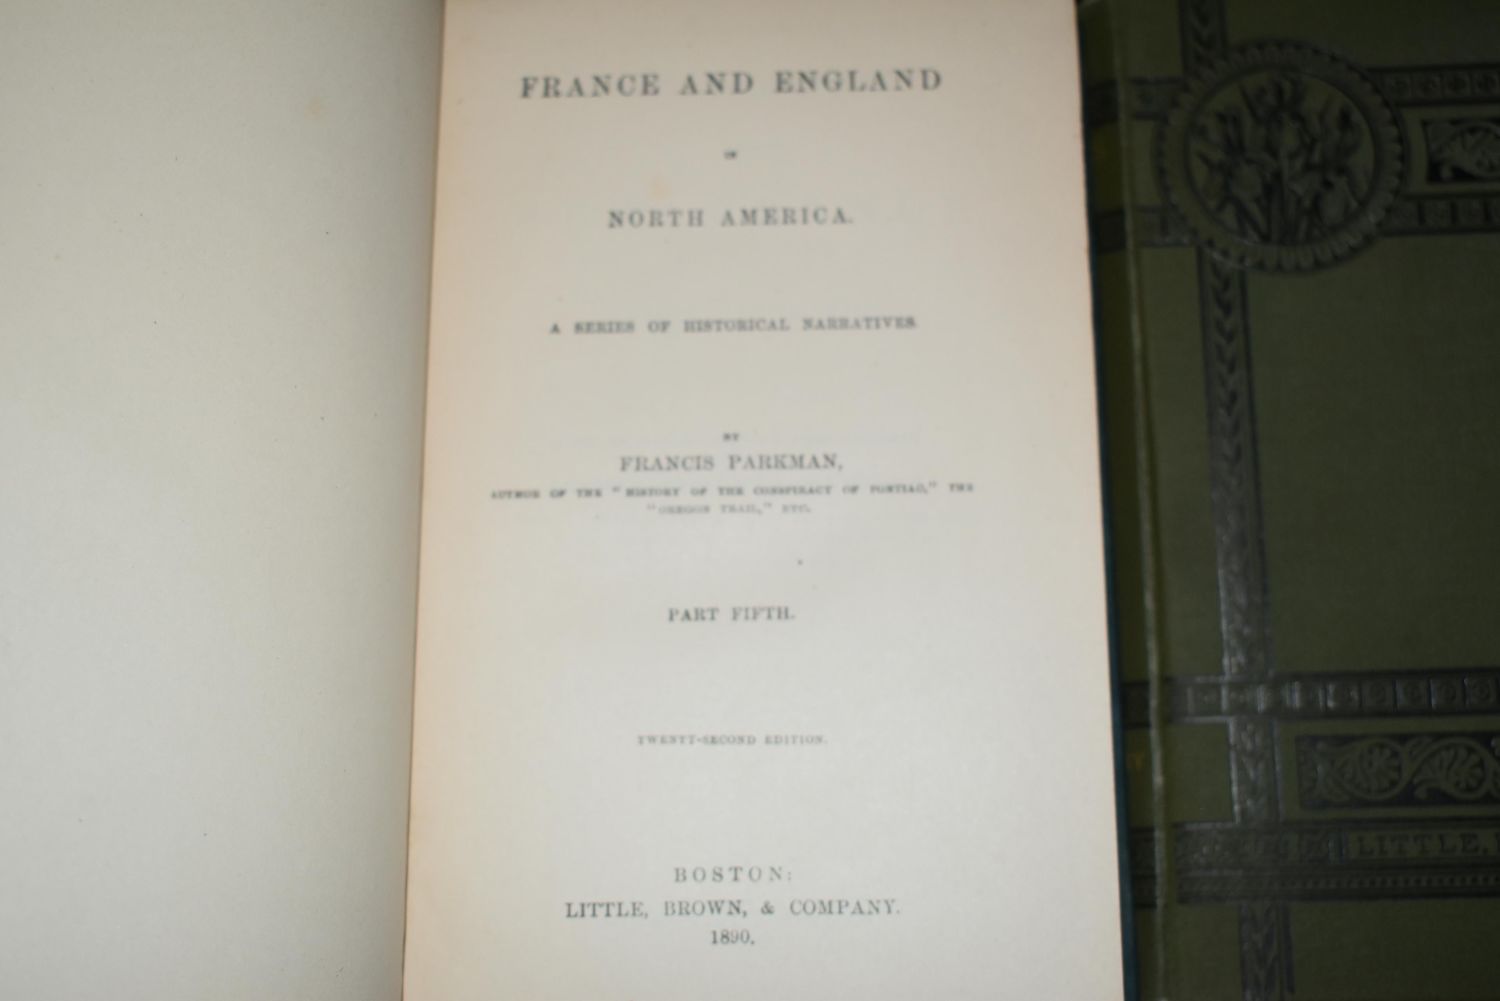 FRANCE AND ENGLAND
IN
NORTH AMERICA.
A SERIES OF HISTORICAL NARRATIVES.
BY
FRANCIS PARKMAN,
AUTHOR OF THE "HISTORY OF THE CONSPIRACY OF PONTIAC," THE
"OREGON TRAIL," ETC.
PART FIFTH.
TWENTY-SECOND EDITION.
BOSTON:
LITTLE, BROWN, & COMPANY.
1890.
LITTLE,